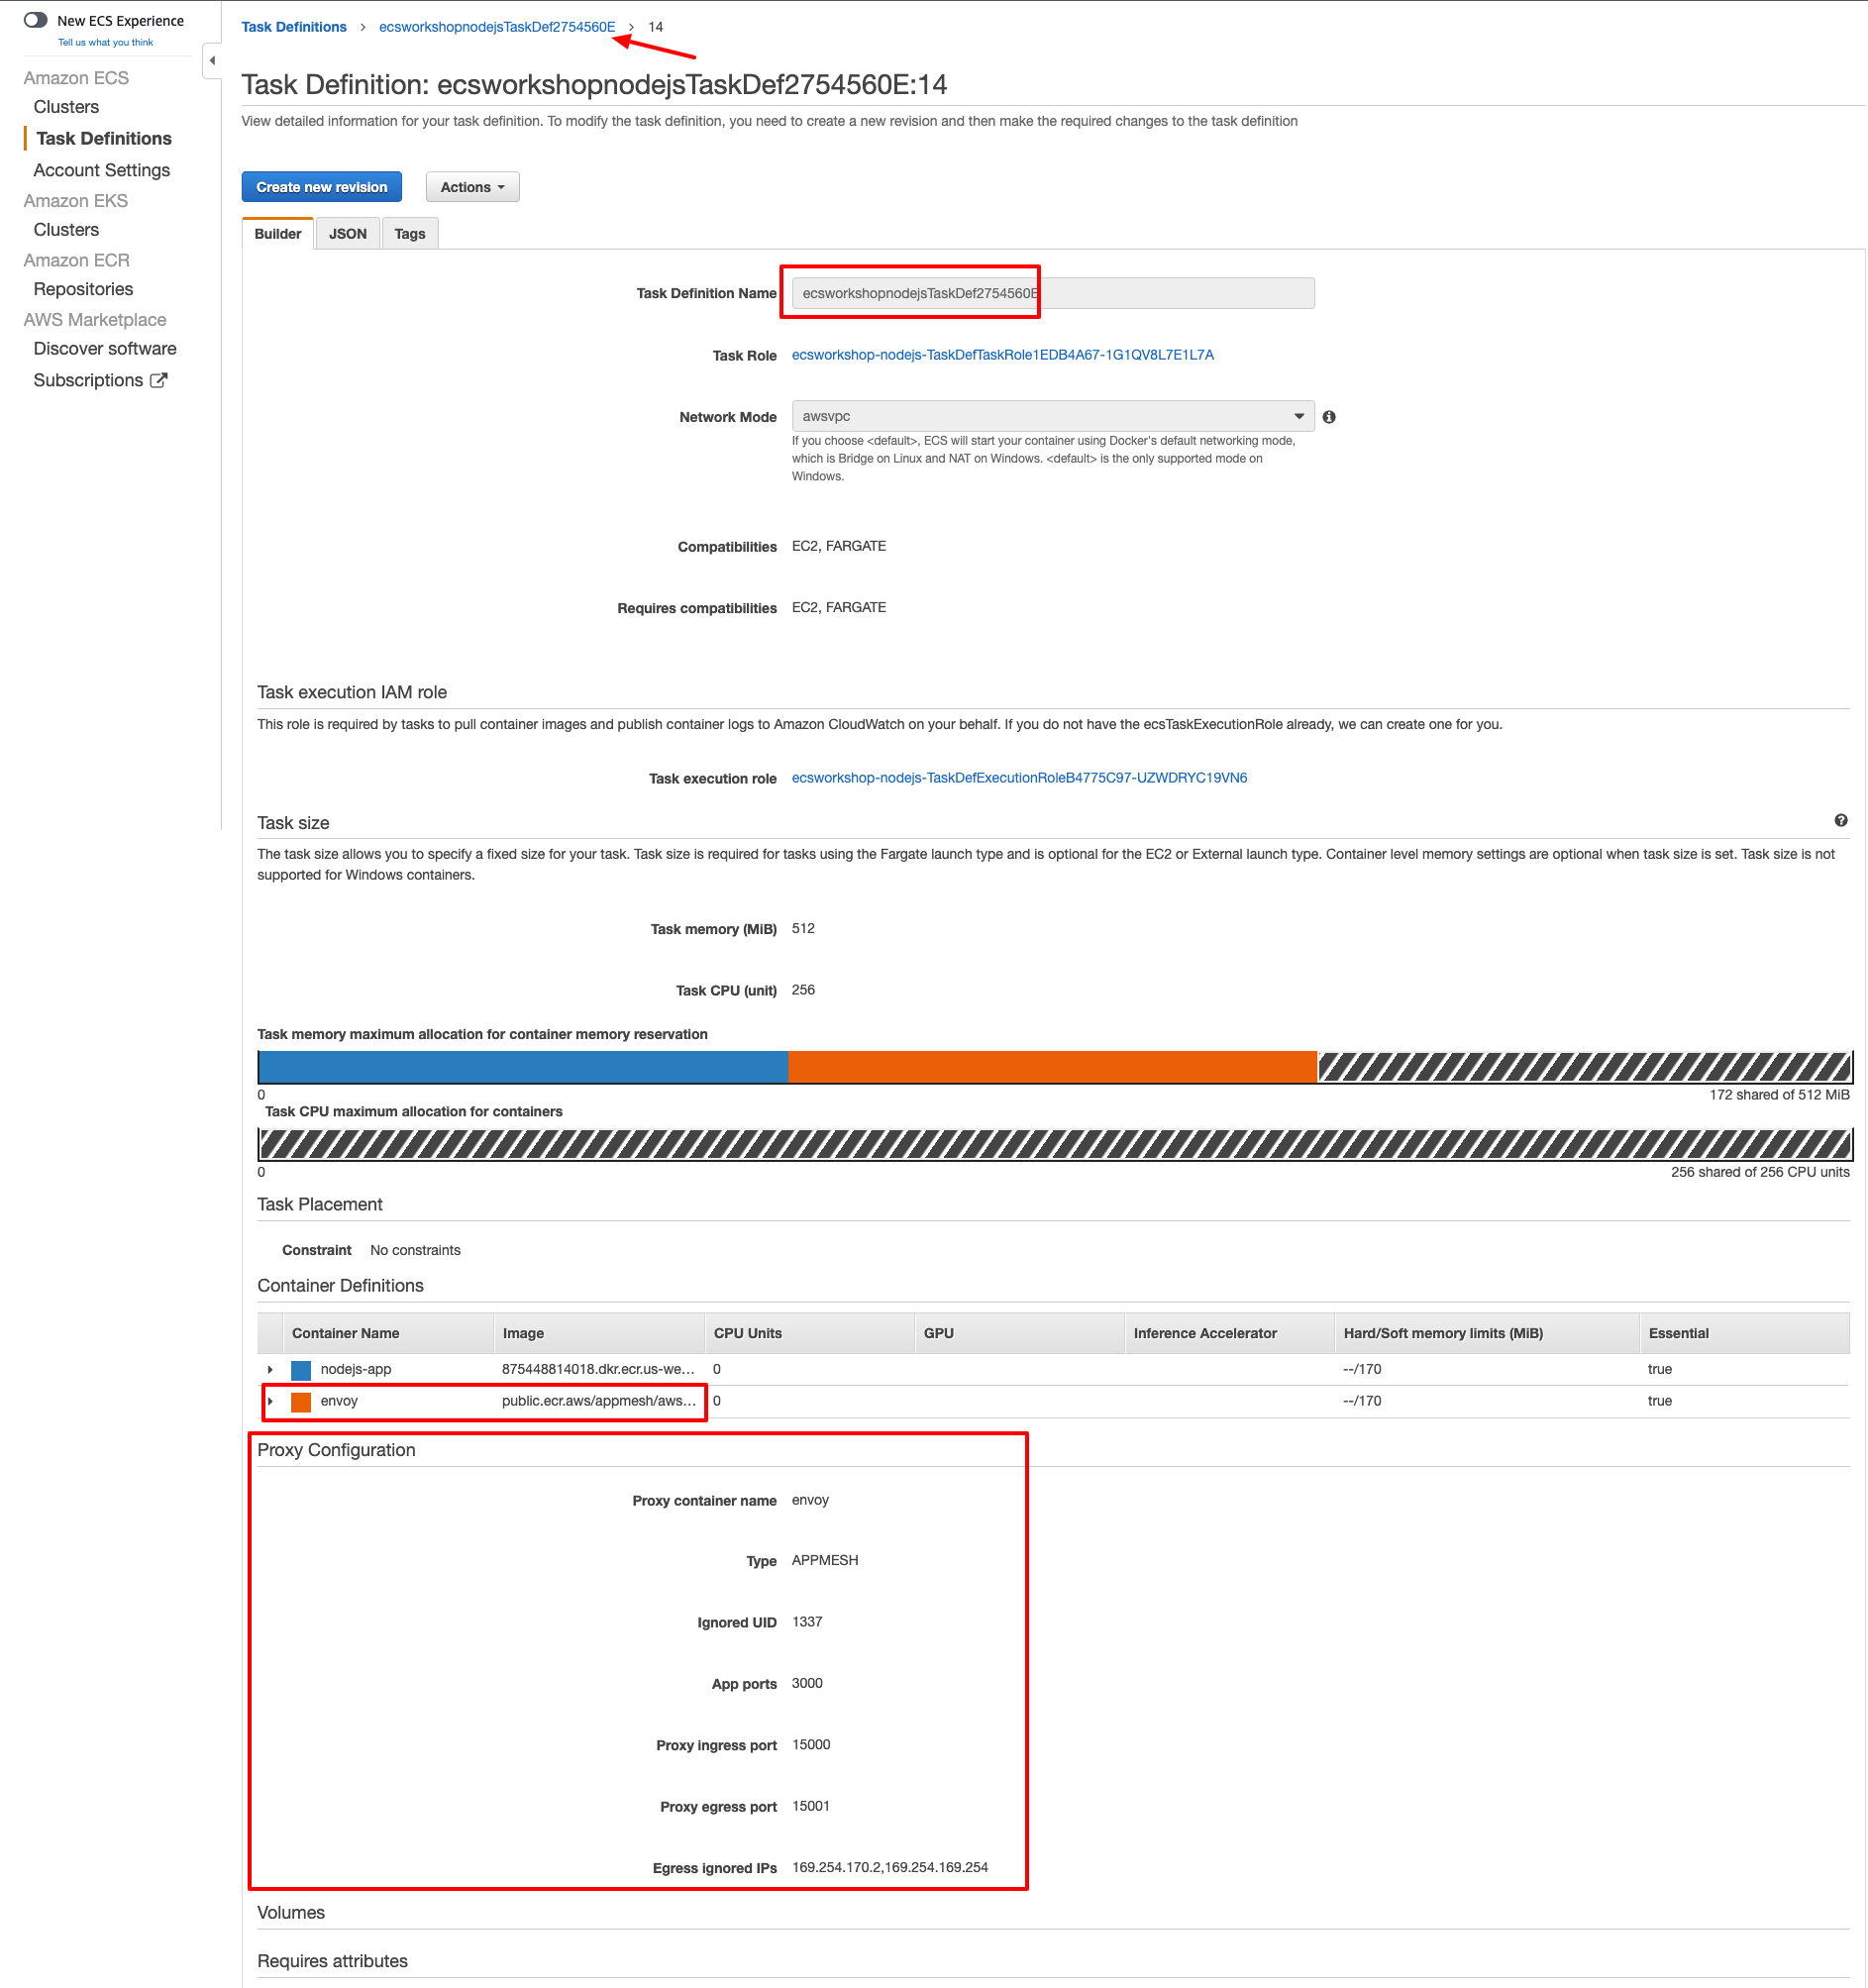 New ECS Experience
Tell us what you think
Amazon ECS
Clusters
Task Definitions
Account Settings
Amazon EKS
Clusters
Amazon ECR
Repositories
AWS Marketplace
Discover software
Subscriptions
Task Definitions > ecsworkshopnodejsTaskDef2754560E > 14
Task Definition: ecsworkshopnodejsTaskDef2754560E:14
View detailed information for your task definition. To modify the task definition, you need to create a new revision and then make the required changes to the task definition
Create new revision Actions
Builder JSON Tags
Task Definition Name ecsworkshopnodejsTaskDef2754560E
Task Role ecsworkshop-nodejs-TaskDefTaskRole1EDB4A67-1G1QV8L7E1L7A
Network Mode awsvpc
If you choose <default>, ECS will start your container using Docker's default networking mode,
which is Bridge on Linux and NAT on Windows. <default> is the only supported mode on
Windows.
Compatibilities EC2, FARGATE
Requires compatibilities EC2, FARGATE
Task execution IAM role
This role is required by tasks to pull container images and publish container logs to Amazon CloudWatch on your behalf. If you do not have the ecsTaskExecutionRole already, we can create one for you.
Task execution role ecsworkshop-nodejs-TaskDefExecutionRoleB4775C97-UZWDRYC19VN6
Task size
The task size allows you to specify a fixed size for your task. Task size is required for tasks using the Fargate launch type and is optional for the EC2 or External launch type. Container level memory settings are optional when task size is set. Task size is not
supported for Windows containers.
Task memory (MiB) 512
Task CPU (unit) 256
Task memory maximum allocation for container memory reservation
0 172 shared of 512 MiB
Task CPU maximum allocation for containers
0 256 shared of 256 CPU units
Task Placement
Constraint No constraints
Container Definitions
Container Name Image CPU Units GPU Inference Accelerator Hard/Soft memory limits (MiB) Essential
nodejs-app 875448814018.dkr.ecr.us-we... 0 --/170 true
envoy public.ecr.aws/appmesh/aws... 0 --/170 true
Proxy Configuration
Proxy container name envoy
Type APPMESH
Ignored UID 1337
App ports 3000
Proxy ingress port 15000
Proxy egress port 15001
Egress ignored IPs 169.254.170.2,169.254.169.254
Volumes
Requires attributes